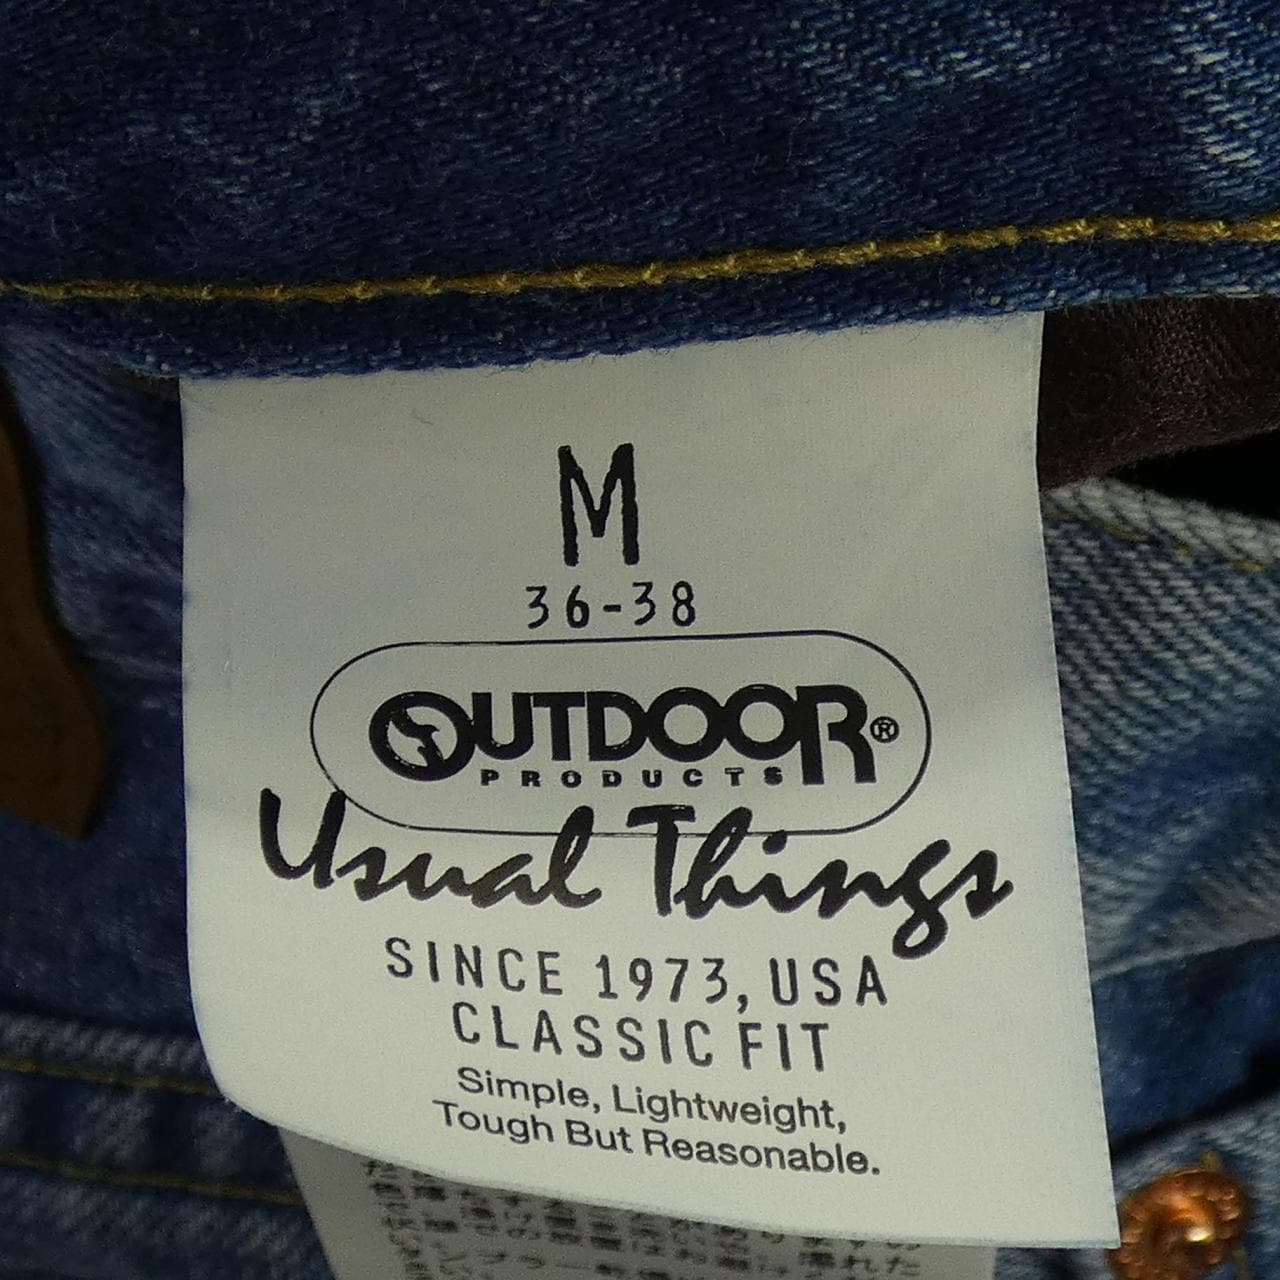 M
36-38
OUTDOOR®
PRODUCTS
Usual Things
SINCE 1973, USA
CLASSIC FIT
Simple, Lightweight,
Tough But Reasonable.